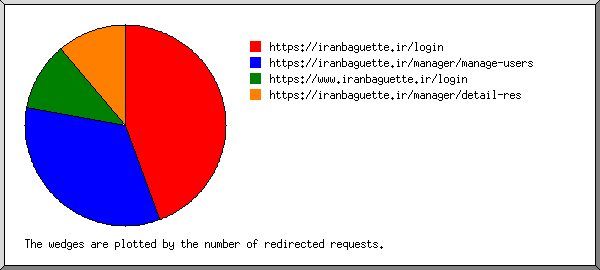 https://iranbaguette.ir/login
https://iranbaguette.ir/manager/manage-users
https://www.iranbaguette.ir/login
https://iranbaguette.ir/manager/detail-res
The wedges are plotted by the number of redirected requests.